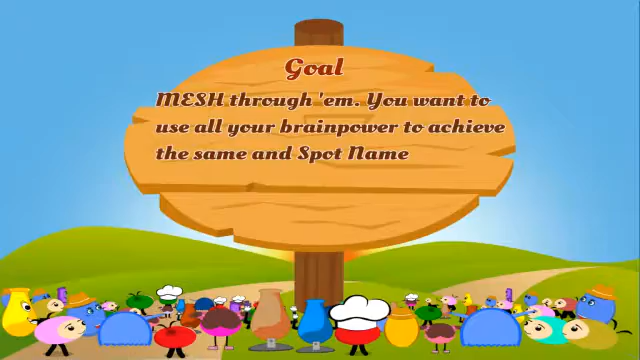 Goal
MESH through 'em. You want to
use all your brainpower to achieve
the same and Spot Name